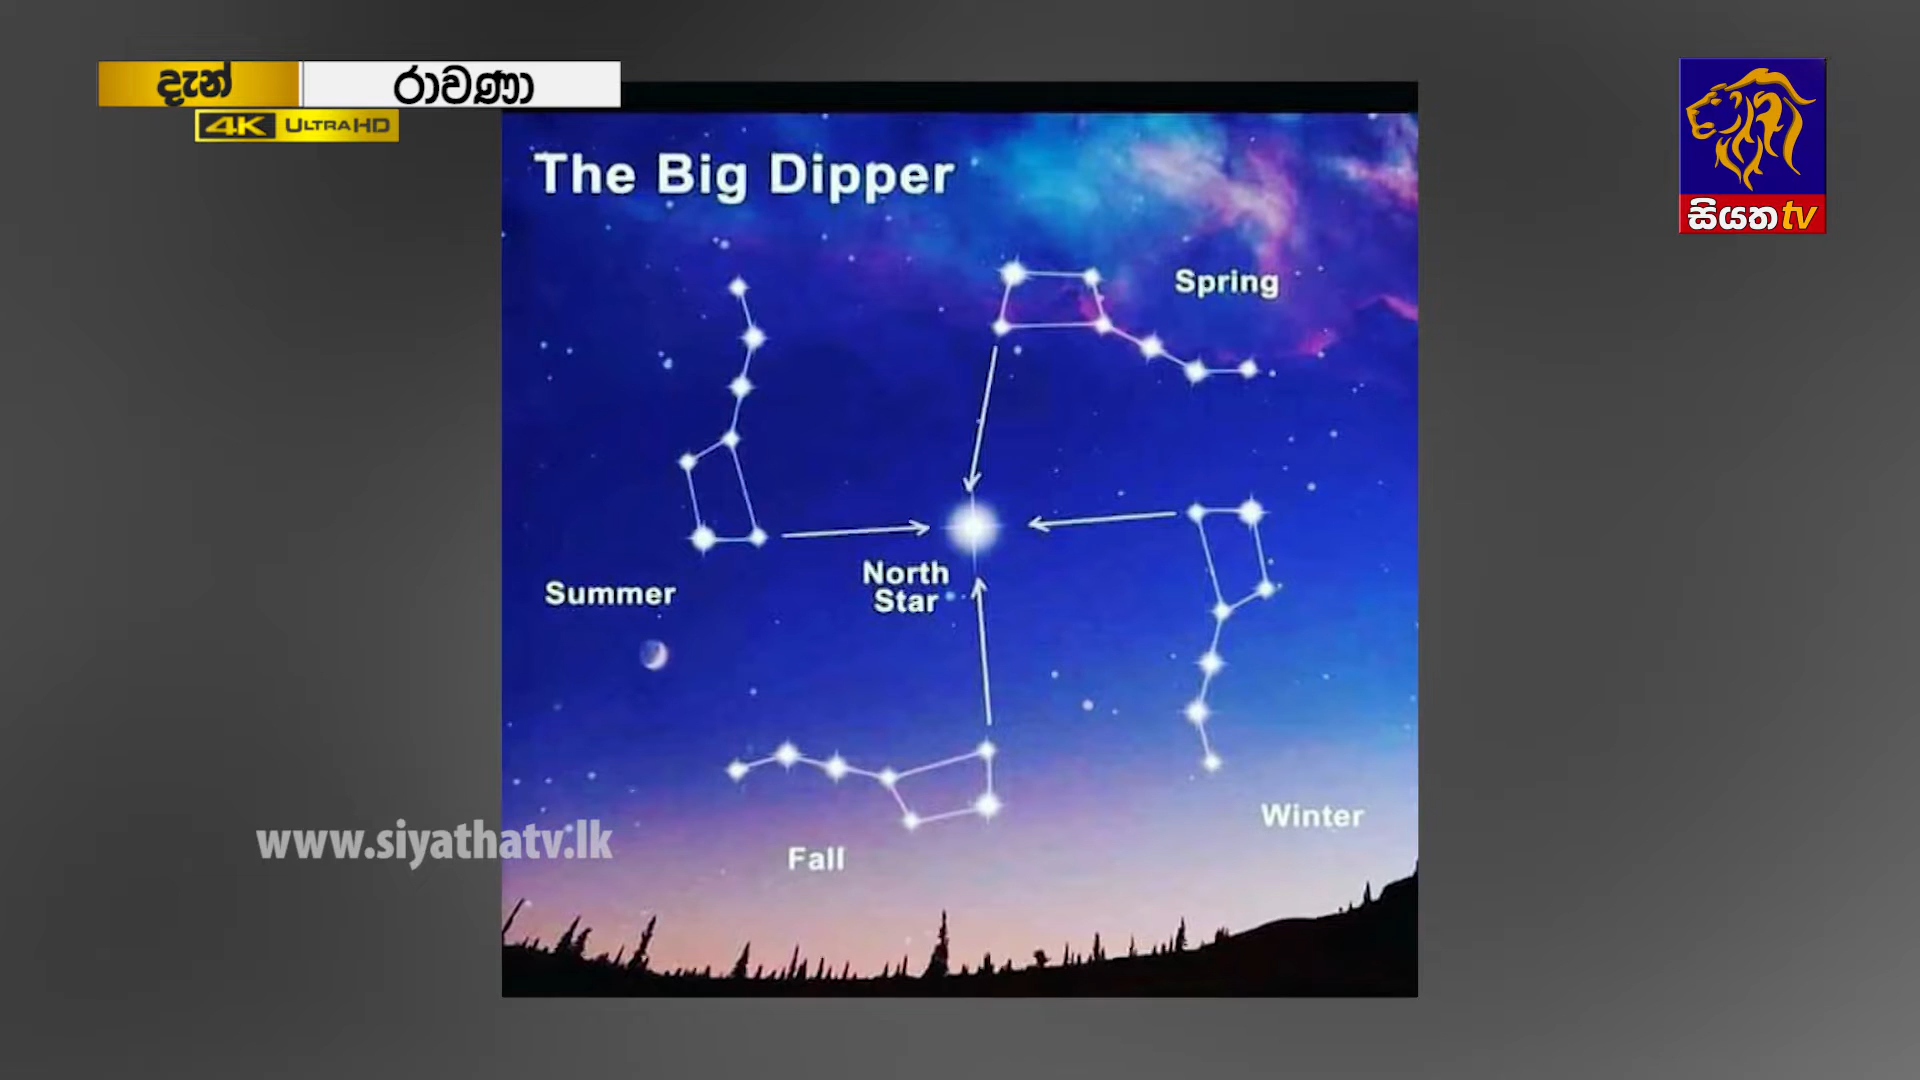 දැන් රාවණා
4K ULTRA HD
සියත tv
The Big Dipper
Spring
North
Star
Summer
Winter
www.siyathatv.lk
Fall